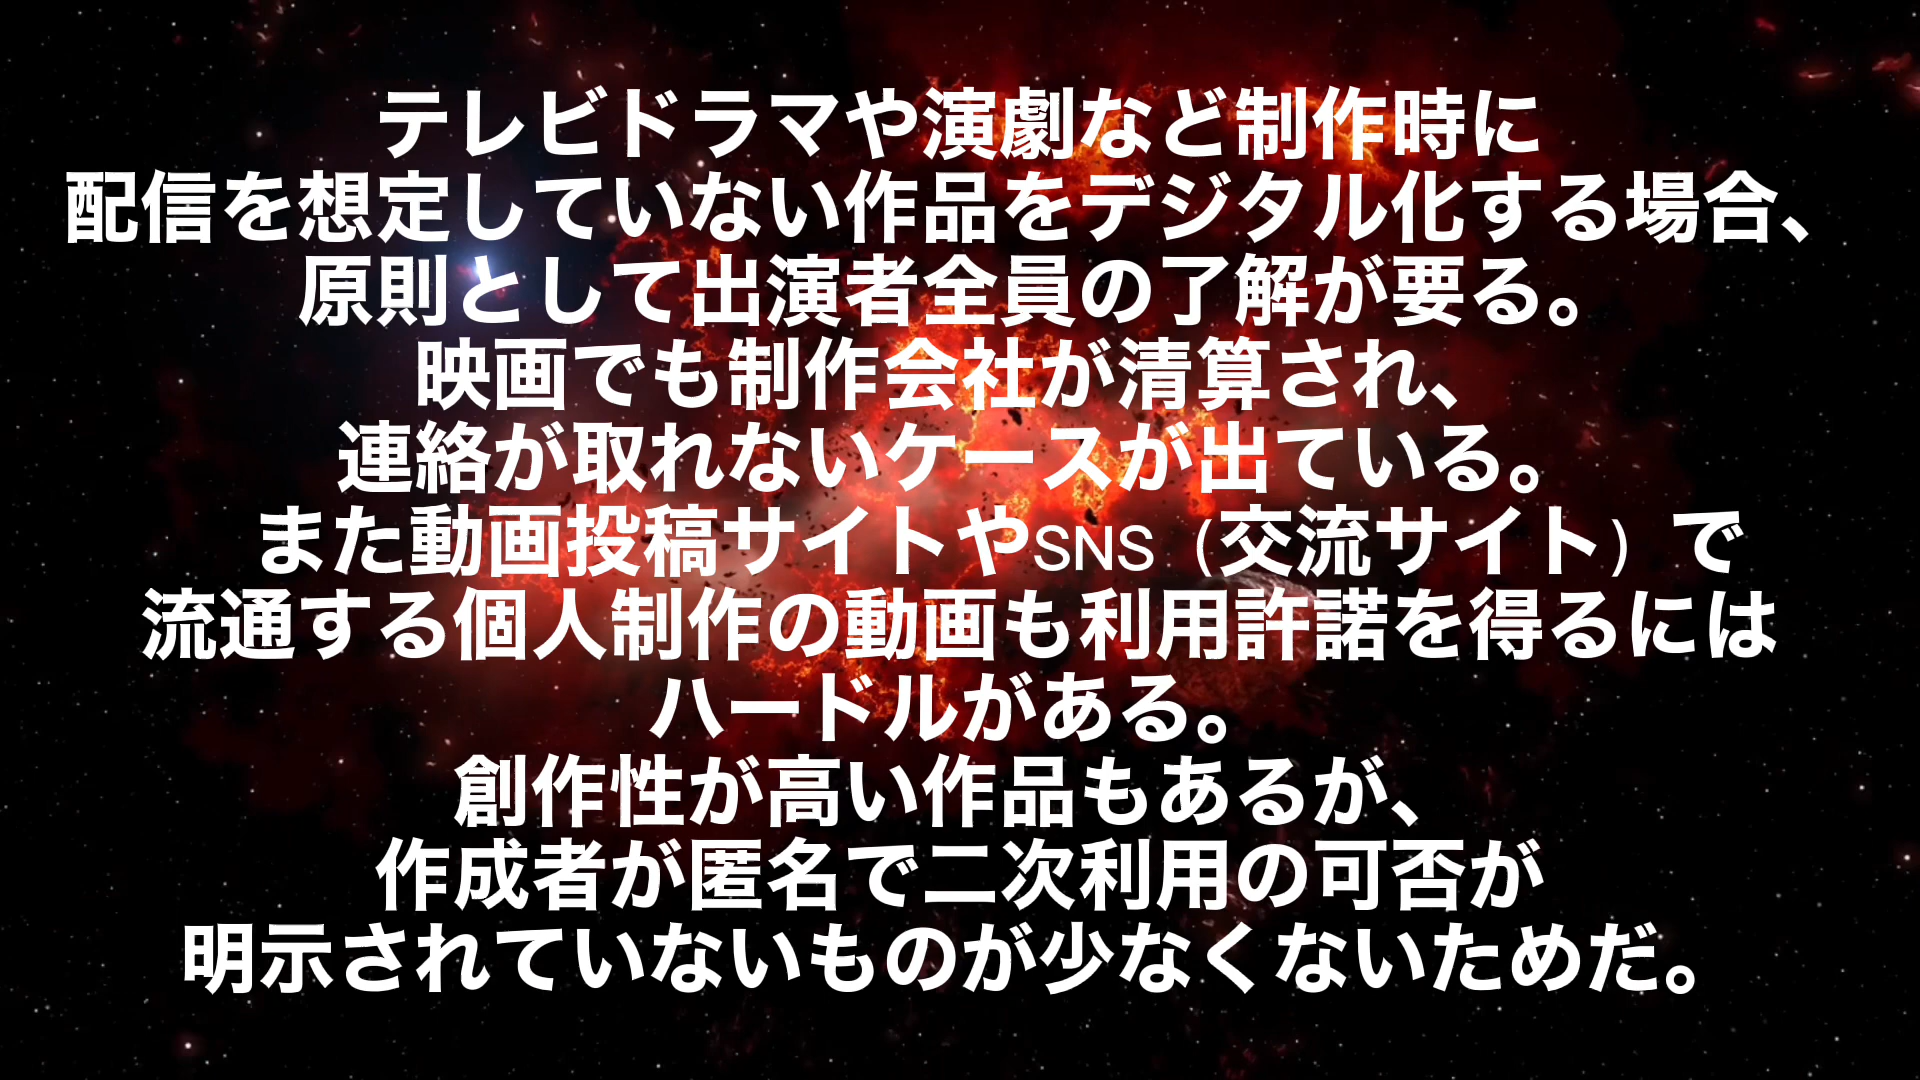 テレビドラマや演劇など制作時に
配信を想定していない作品をデジタル化する場合、
原則として出演者全員の了解が要る。
映画でも制作会社が清算され、
連絡が取れないケースが出ている。
また動画投稿サイトやSNS（交流サイト）で
流通する個人制作の動画も利用許諾を得るには
ハードルがある。
創作性が高い作品もあるが、
作成者が匿名で二次利用の可否が
明示されていないものが少なくないためだ。